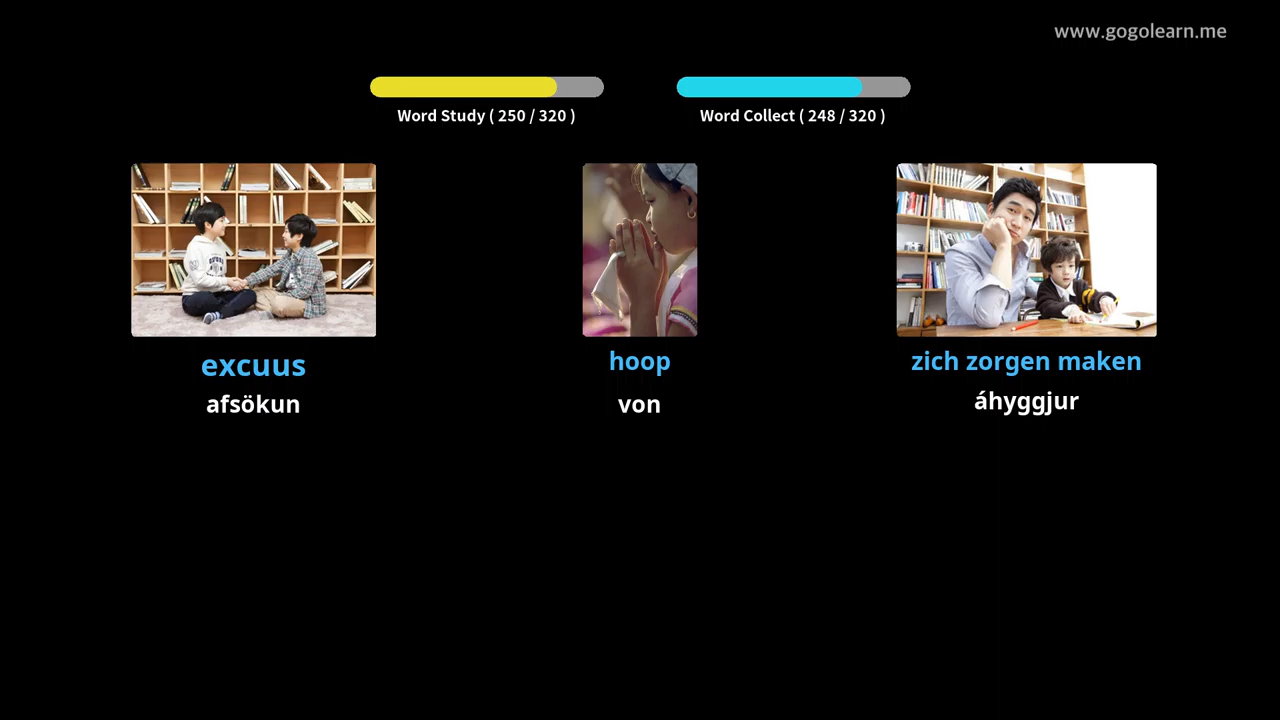 www.gogolearn.me
Word Study ( 250 / 320 )
Word Collect ( 248 / 320 )
excuus
afsökun
hoop
von
zich zorgen maken
áhyggjur